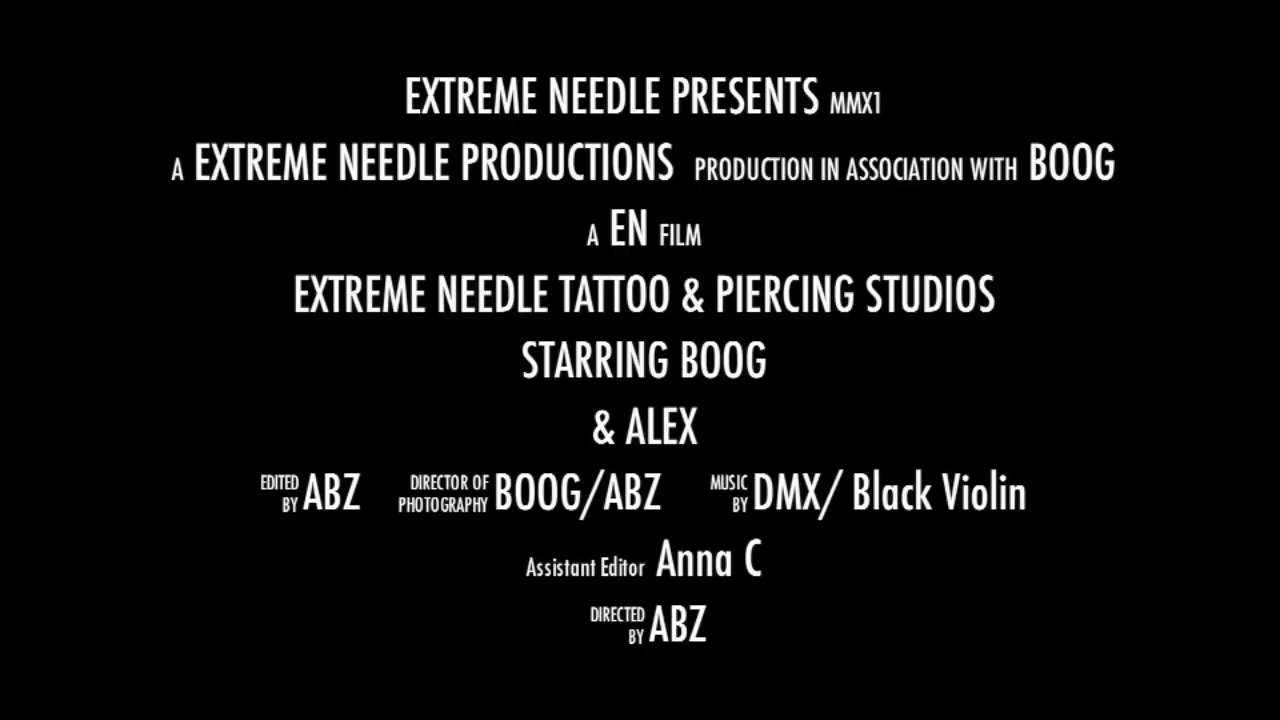 EXTREME NEEDLE PRESENTS MMX1
A EXTREME NEEDLE PRODUCTIONS PRODUCTION IN ASSOCIATION WITH BOOG
A EN FILM
EXTREME NEEDLE TATTOO & PIERCING STUDIOS
STARRING BOOG
& ALEX
EDITED BY ABZ DIRECTOR OF PHOTOGRAPHY BOOG/ABZ MUSIC BY DMX/ Black Violin
Assistant Editor Anna C
DIRECTED BY ABZ